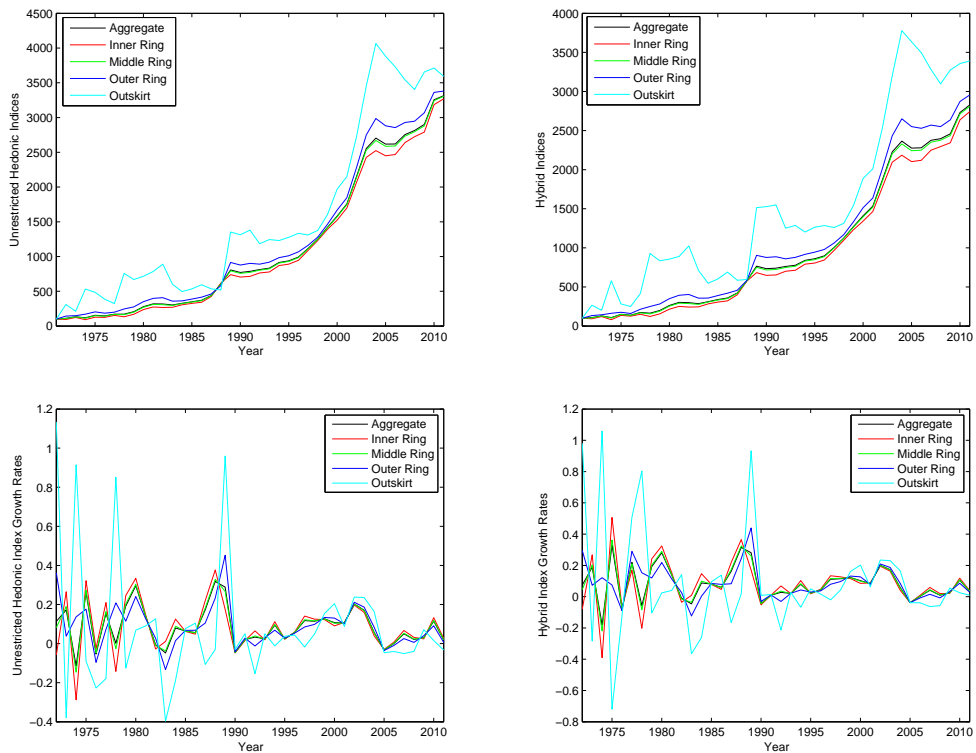 4500
4000
3500
3000
2500
2000
1500
1000
500
0
Unrestricted Hedonic Indices
Aggregate
Inner Ring
Middle Ring
Outer Ring
Outskirt
1975 1980 1985 1990 1995 2000 2005 2010
Year
4000
3500
3000
2500
2000
1500
1000
500
0
Hybrid Indices
Aggregate
Inner Ring
Middle Ring
Outer Ring
Outskirt
1975 1980 1985 1990 1995 2000 2005 2010
Year
1.2
1
0.8
0.6
0.4
0.2
0
−0.2
−0.4
Unrestricted Hedonic Index Growth Rates
Aggregate
Inner Ring
Middle Ring
Outer Ring
Outskirt
1975 1980 1985 1990 1995 2000 2005 2010
Year
1.2
1
0.8
0.6
0.4
0.2
0
−0.2
−0.4
−0.6
−0.8
Hybrid Index Growth Rates
Aggregate
Inner Ring
Middle Ring
Outer Ring
Outskirt
1975 1980 1985 1990 1995 2000 2005 2010
Year